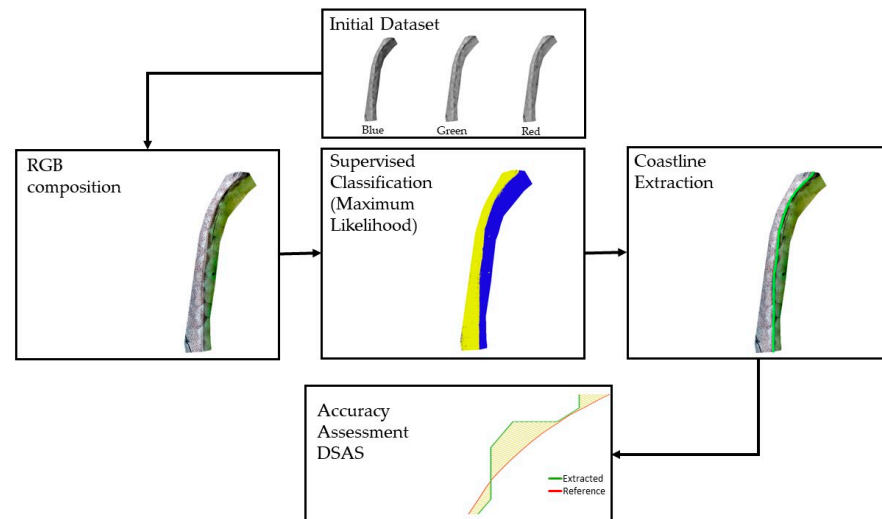 Initial Dataset
Blue
Green
Red
RGB
composition
Supervised
Classification
(Maximum
Likelihood)
Coastline
Extraction
Accuracy
Assessment
DSAS
Extracted
Reference